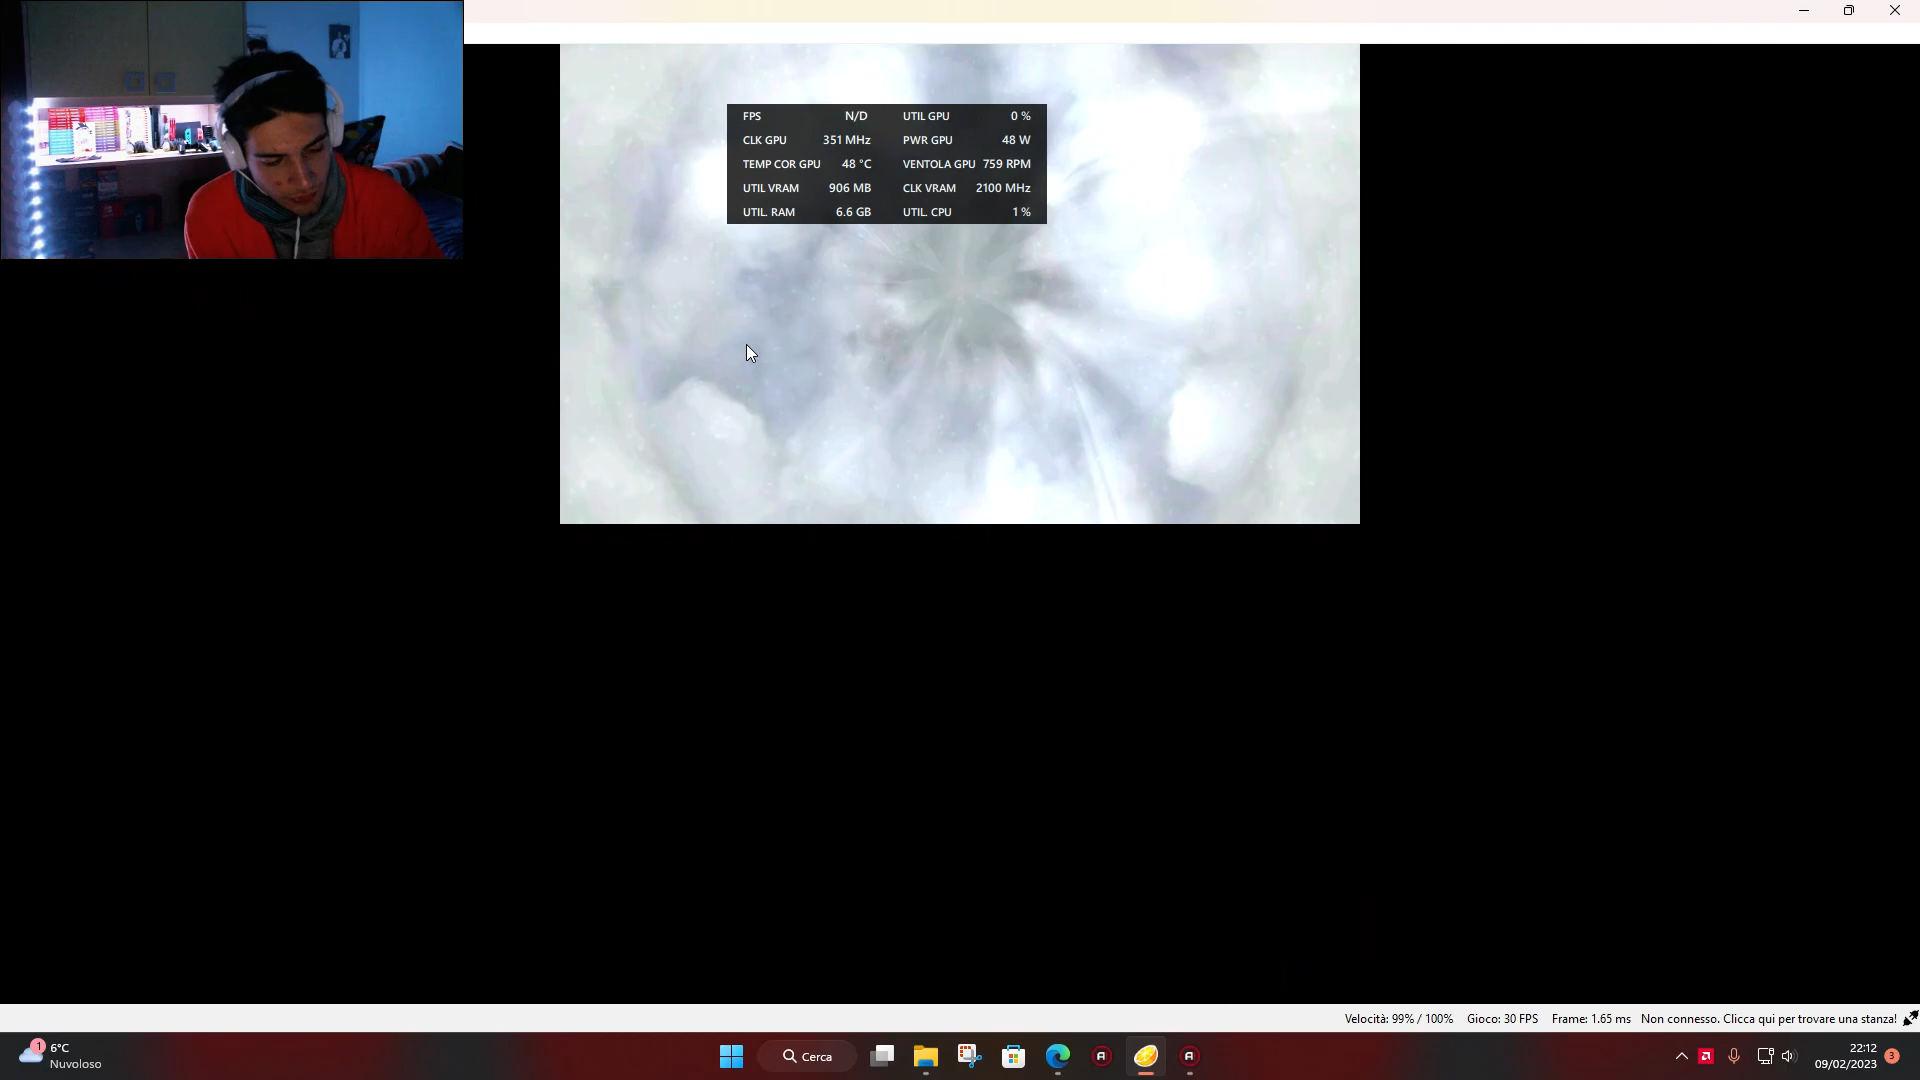 FPS N/D UTIL GPU 0 %
CLK GPU 351 MHz PWR GPU 48 W
TEMP COR GPU 48 °C VENTOLA GPU 759 RPM
UTIL VRAM 906 MB CLK VRAM 2100 MHz
UTIL. RAM 6.6 GB UTIL. CPU 1 %
Velocità: 99% / 100% Gioco: 30 FPS Frame: 1.65 ms Non connesso. Clicca qui per trovare una stanza!
1
6°C
Nuvoloso
Cerca
22:12
09/02/2023
3